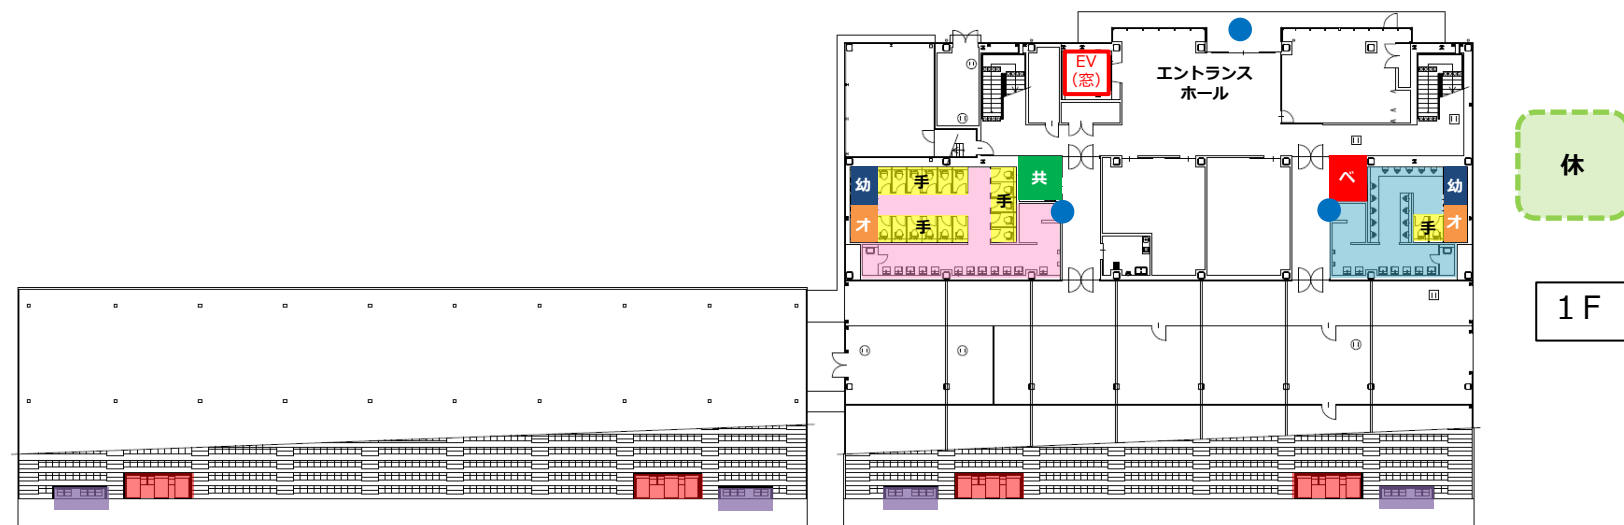 EV
（窓）
エントランス
ホール
休
共
ベ
幼
手
手
幼
オ
手
手
オ
１Ｆ